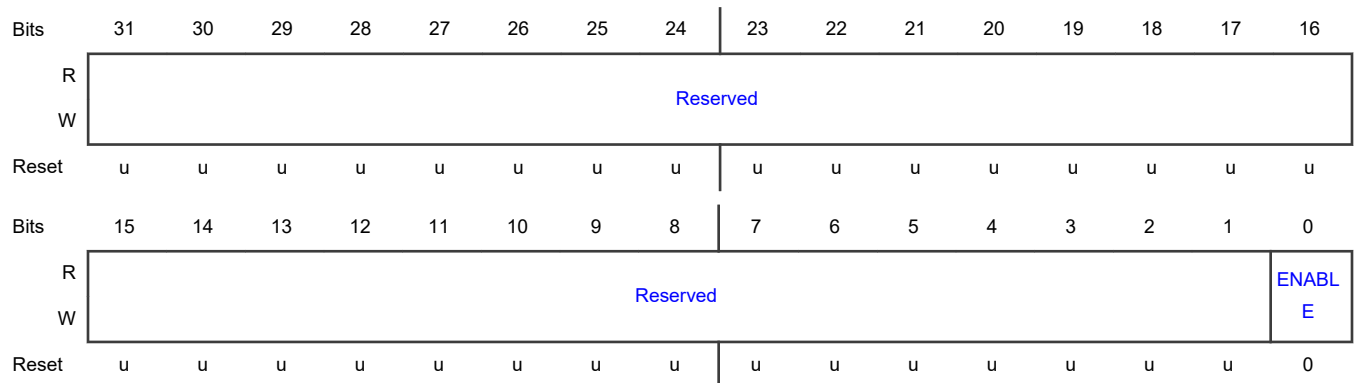 Bits 31 30 29 28 27 26 25 24 23 22 21 20 19 18 17 16
R
Reserved
W
Reset u u u u u u u u u u u u u u u u
Bits 15 14 13 12 11 10 9 8 7 6 5 4 3 2 1 0
R
Reserved
ENABL
E
W
Reset u u u u u u u u u u u u u u u 0